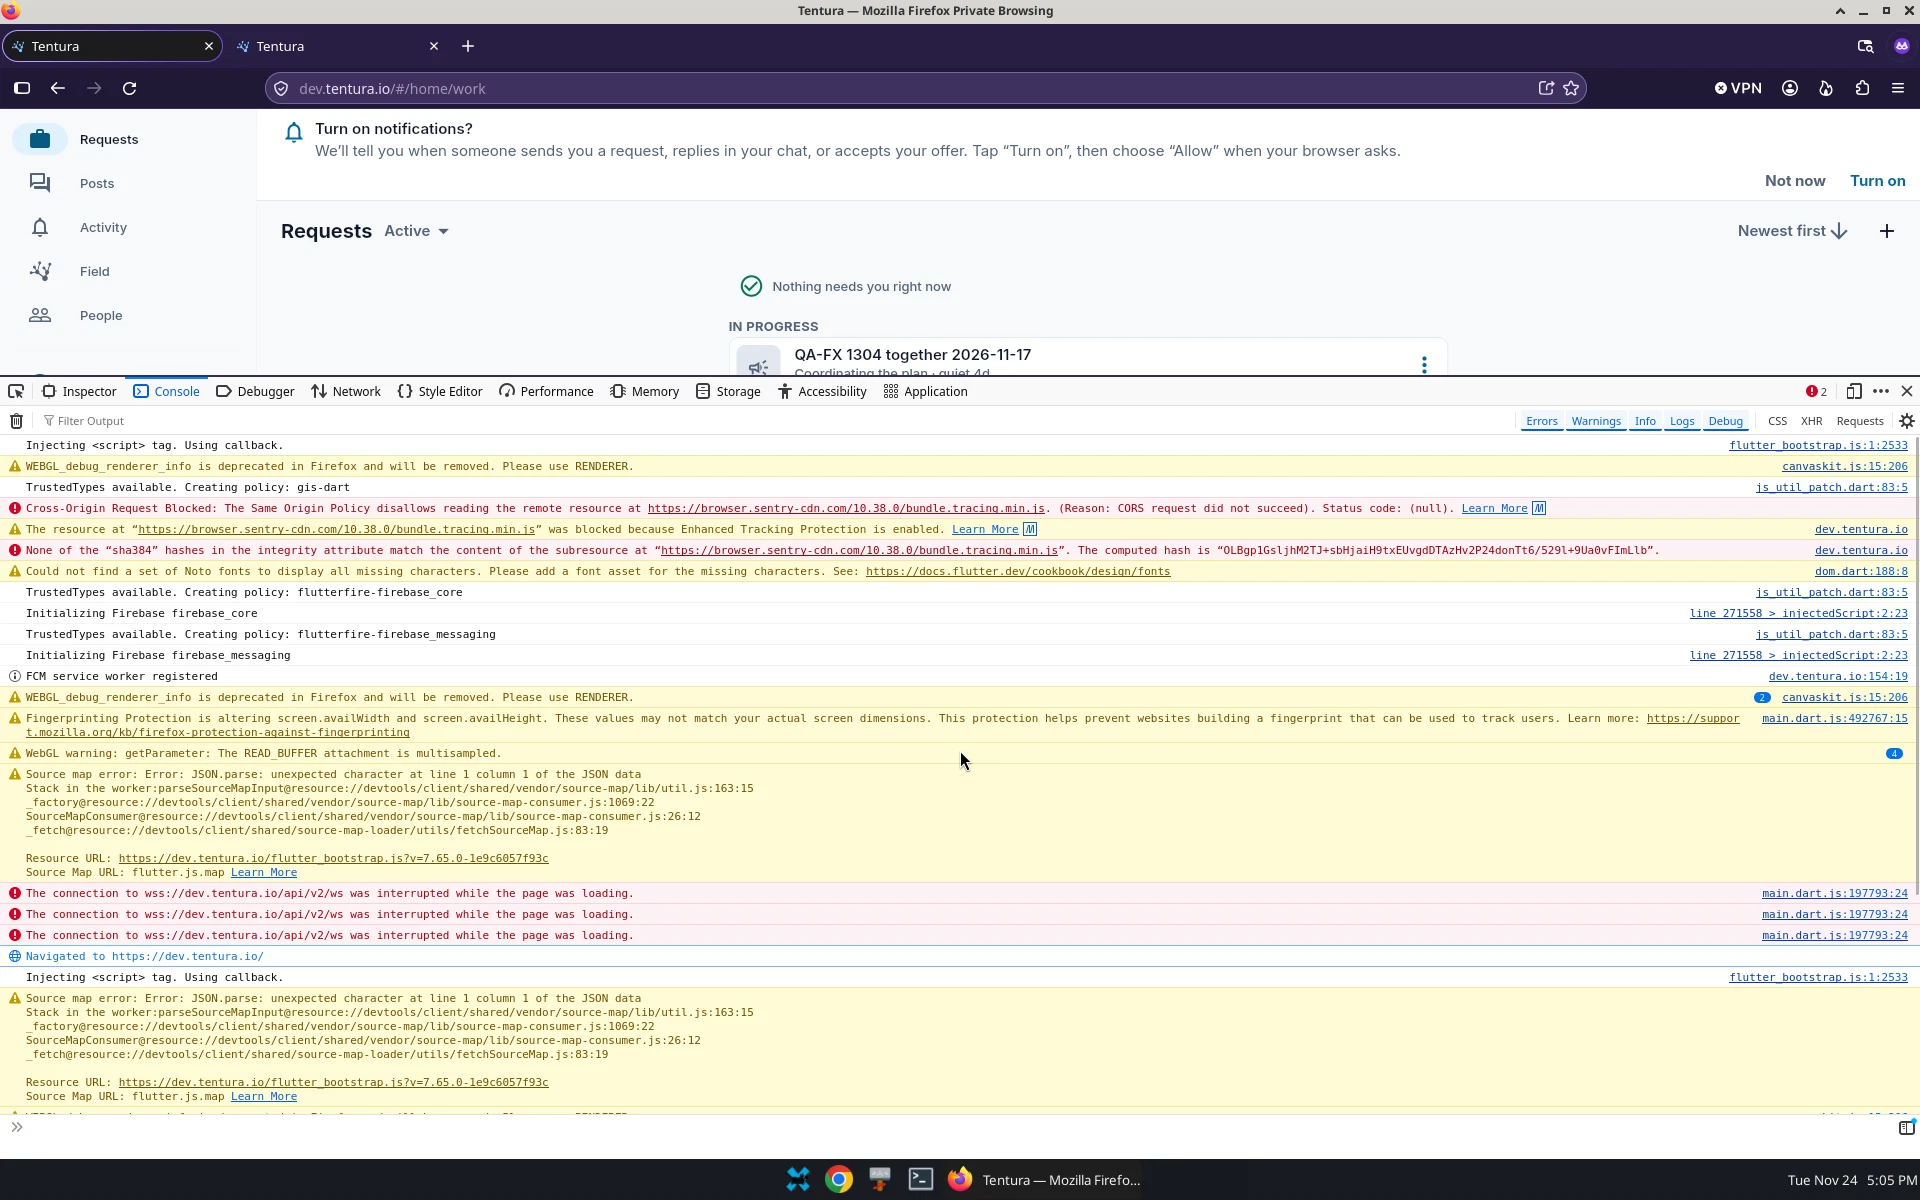 Tentura — Mozilla Firefox Private Browsing
Tentura
Tentura
dev.tentura.io/#/home/work
VPN
Requests
Posts
Activity
Field
People
Turn on notifications?
We'll tell you when someone sends you a request, replies in your chat, or accepts your offer. Tap “Turn on”, then choose “Allow” when your browser asks.
Not now Turn on
Requests Active
Newest first
Nothing needs you right now
IN PROGRESS
QA-FX 1304 together 2026-11-17
Coordinating the plan · quiet 4d
Inspector Console Debugger Network Style Editor Performance Memory Storage Accessibility Application 2
Filter Output Errors Warnings Info Logs Debug CSS XHR Requests
Injecting <script> tag. Using callback. flutter_bootstrap.js:1:2533
WEBGL_debug_renderer_info is deprecated in Firefox and will be removed. Please use RENDERER. canvaskit.js:15:206
TrustedTypes available. Creating policy: gis-dart js_util_patch.dart:83:5
Cross-Origin Request Blocked: The Same Origin Policy disallows reading the remote resource at https://browser.sentry-cdn.com/10.38.0/bundle.tracing.min.js. (Reason: CORS request did not succeed). Status code: (null). Learn More
The resource at “https://browser.sentry-cdn.com/10.38.0/bundle.tracing.min.js” was blocked because Enhanced Tracking Protection is enabled. Learn More dev.tentura.io
None of the “sha384” hashes in the integrity attribute match the content of the subresource at “https://browser.sentry-cdn.com/10.38.0/bundle.tracing.min.js”. The computed hash is “OLBgp1GsljhM2TJ+sbHjaiH9txEUvgdDTAzHv2P24donTt6/529l+9Ua0vFImLlb”. dev.tentura.io
Could not find a set of Noto fonts to display all missing characters. Please add a font asset for the missing characters. See: https://docs.flutter.dev/cookbook/design/fonts dom.dart:188:8
TrustedTypes available. Creating policy: flutterfire-firebase_core js_util_patch.dart:83:5
Initializing Firebase firebase_core line 271558 > injectedScript:2:23
TrustedTypes available. Creating policy: flutterfire-firebase_messaging js_util_patch.dart:83:5
Initializing Firebase firebase_messaging line 271558 > injectedScript:2:23
FCM service worker registered dev.tentura.io:154:19
WEBGL_debug_renderer_info is deprecated in Firefox and will be removed. Please use RENDERER. 2 canvaskit.js:15:206
Fingerprinting Protection is altering screen.availWidth and screen.availHeight. These values may not match your actual screen dimensions. This protection helps prevent websites building a fingerprint that can be used to track users. Learn more: https://suppor main.dart.js:492767:15
t.mozilla.org/kb/firefox-protection-against-fingerprinting
WebGL warning: getParameter: The READ_BUFFER attachment is multisampled. 4
Source map error: Error: JSON.parse: unexpected character at line 1 column 1 of the JSON data
Stack in the worker:parseSourceMapInput@resource://devtools/client/shared/vendor/source-map/lib/util.js:163:15
_factory@resource://devtools/client/shared/vendor/source-map/lib/source-map-consumer.js:1069:22
SourceMapConsumer@resource://devtools/client/shared/vendor/source-map/lib/source-map-consumer.js:26:12
_fetch@resource://devtools/client/shared/source-map-loader/utils/fetchSourceMap.js:83:19
Resource URL: https://dev.tentura.io/flutter_bootstrap.js?v=7.65.0-1e9c6057f93c
Source Map URL: flutter.js.map Learn More
The connection to wss://dev.tentura.io/api/v2/ws was interrupted while the page was loading. main.dart.js:197793:24
The connection to wss://dev.tentura.io/api/v2/ws was interrupted while the page was loading. main.dart.js:197793:24
The connection to wss://dev.tentura.io/api/v2/ws was interrupted while the page was loading. main.dart.js:197793:24
Navigated to https://dev.tentura.io/
Injecting <script> tag. Using callback. flutter_bootstrap.js:1:2533
Source map error: Error: JSON.parse: unexpected character at line 1 column 1 of the JSON data
Stack in the worker:parseSourceMapInput@resource://devtools/client/shared/vendor/source-map/lib/util.js:163:15
_factory@resource://devtools/client/shared/vendor/source-map/lib/source-map-consumer.js:1069:22
SourceMapConsumer@resource://devtools/client/shared/vendor/source-map/lib/source-map-consumer.js:26:12
_fetch@resource://devtools/client/shared/source-map-loader/utils/fetchSourceMap.js:83:19
Resource URL: https://dev.tentura.io/flutter_bootstrap.js?v=7.65.0-1e9c6057f93c
Source Map URL: flutter.js.map Learn More
Tentura — Mozilla Firefo...
Tue Nov 24 5:05 PM